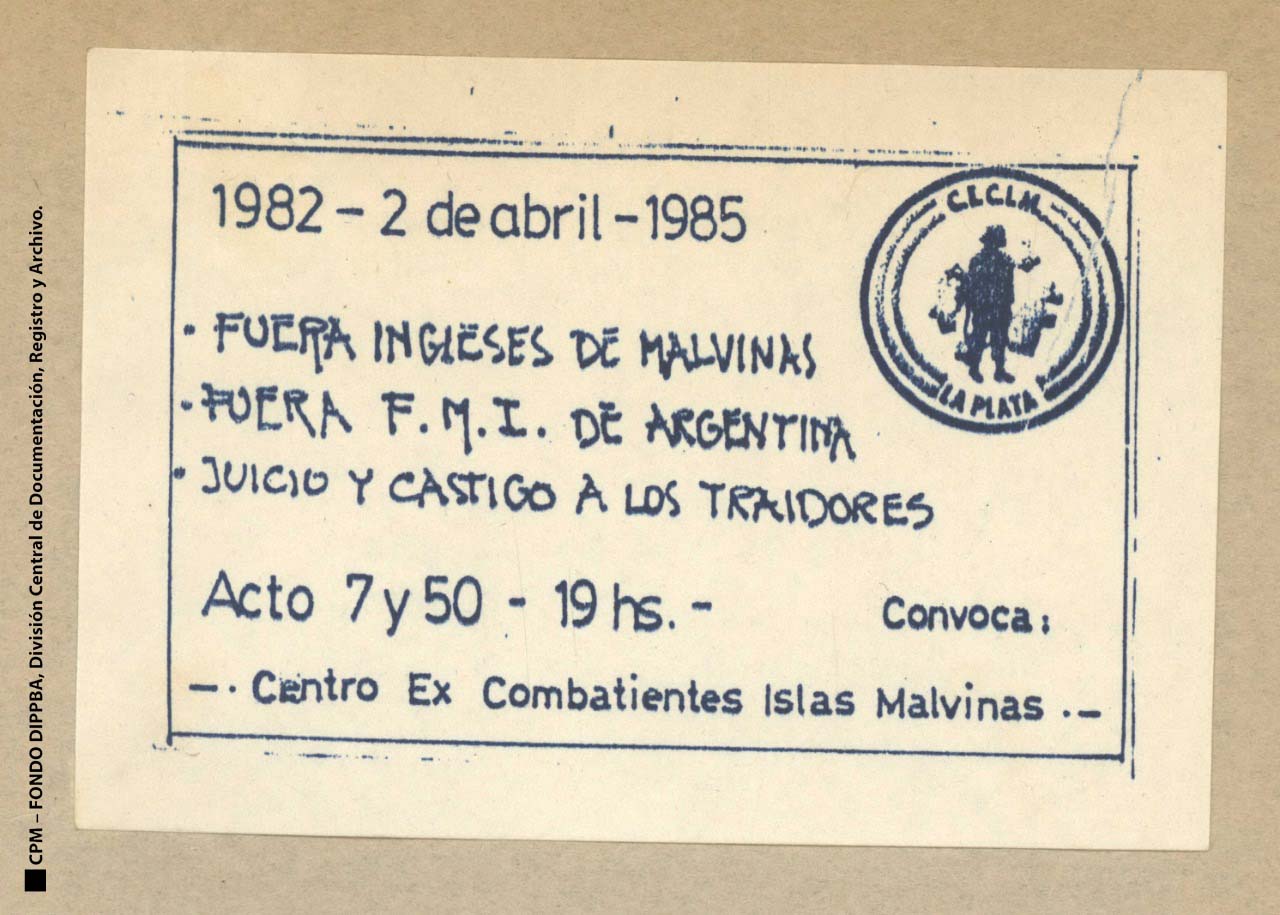 1982 - 2 de abril - 1985
C.E.C.I.M.
LA PLATA
· FUERA INGLESES DE MALVINAS
· FUERA F.M.I. DE ARGENTINA
· JUICIO Y CASTIGO A LOS TRAIDORES
Acto 7 y 50 - 19 hs. -
Convoca:
-. Centro Ex Combatientes Islas Malvinas .-
CPM – FONDO DIPPBA, División Central de Documentación, Registro y Archivo.